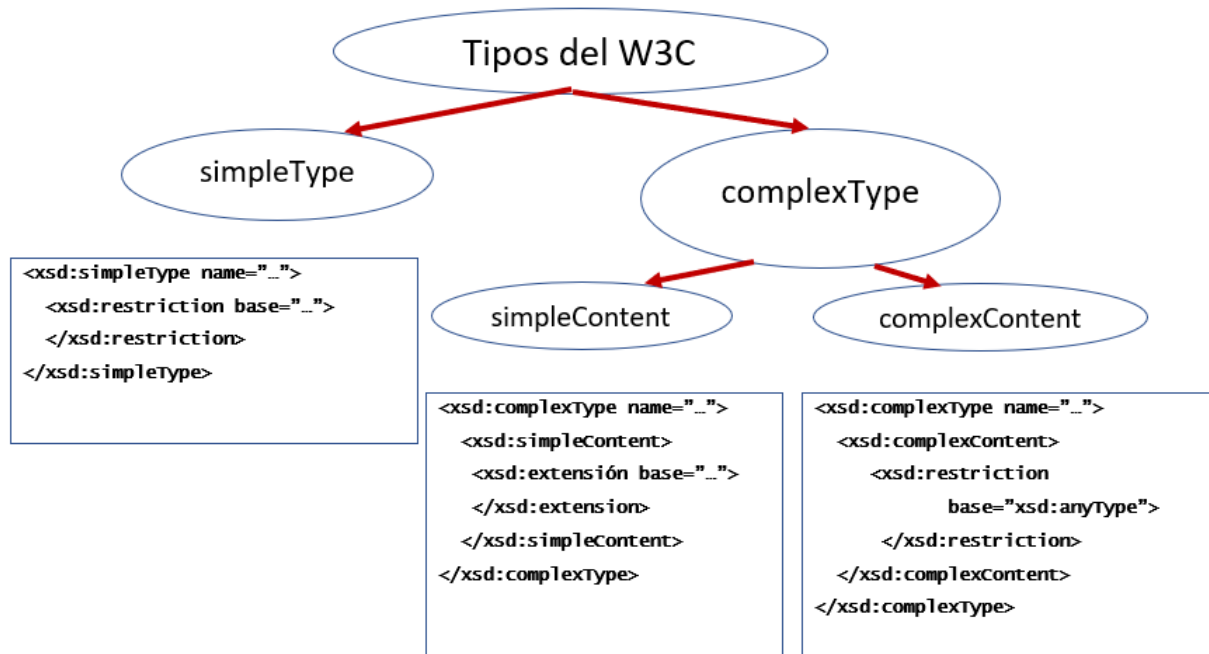 Tipos del W3C
simpleType
complexType
<xsd:simpleType name=”…”>
<xsd:restriction base=”…”>
</xsd:restriction>
</xsd:simpleType>
simpleContent
complexContent
<xsd:complexType name=”…”>
<xsd:simpleContent>
<xsd:extensión base=”…”>
</xsd:extension>
</xsd:simpleContent>
</xsd:complexType>
<xsd:complexType name=”…”>
<xsd:complexContent>
<xsd:restriction
base=”xsd:anyType”>
</xsd:restriction>
</xsd:complexContent>
</xsd:complexType>